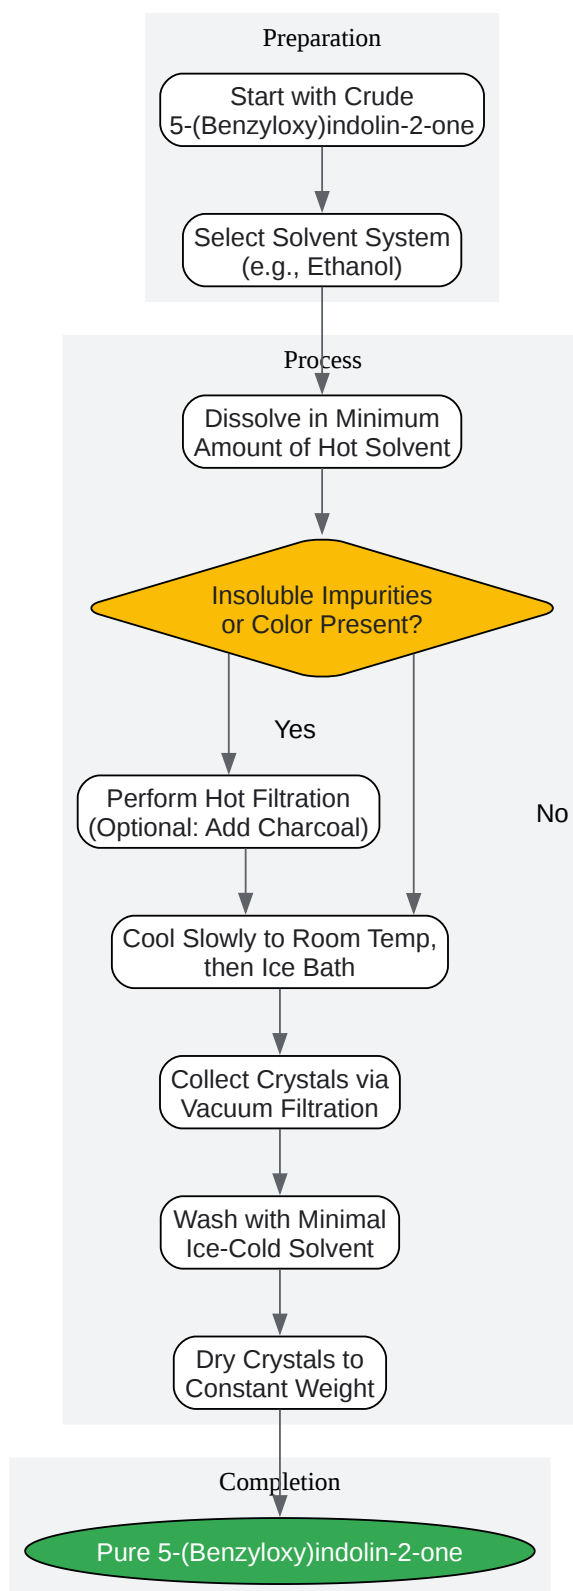 Preparation
Start with Crude
5-(Benzyloxy)indolin-2-one
Select Solvent System
(e.g., Ethanol)
Process
Dissolve in Minimum
Amount of Hot Solvent
Insoluble Impurities
or Color Present?
Yes
Perform Hot Filtration
(Optional: Add Charcoal)
No
Cool Slowly to Room Temp,
then Ice Bath
Collect Crystals via
Vacuum Filtration
Wash with Minimal
Ice-Cold Solvent
Dry Crystals to
Constant Weight
Completion
Pure 5-(Benzyloxy)indolin-2-one